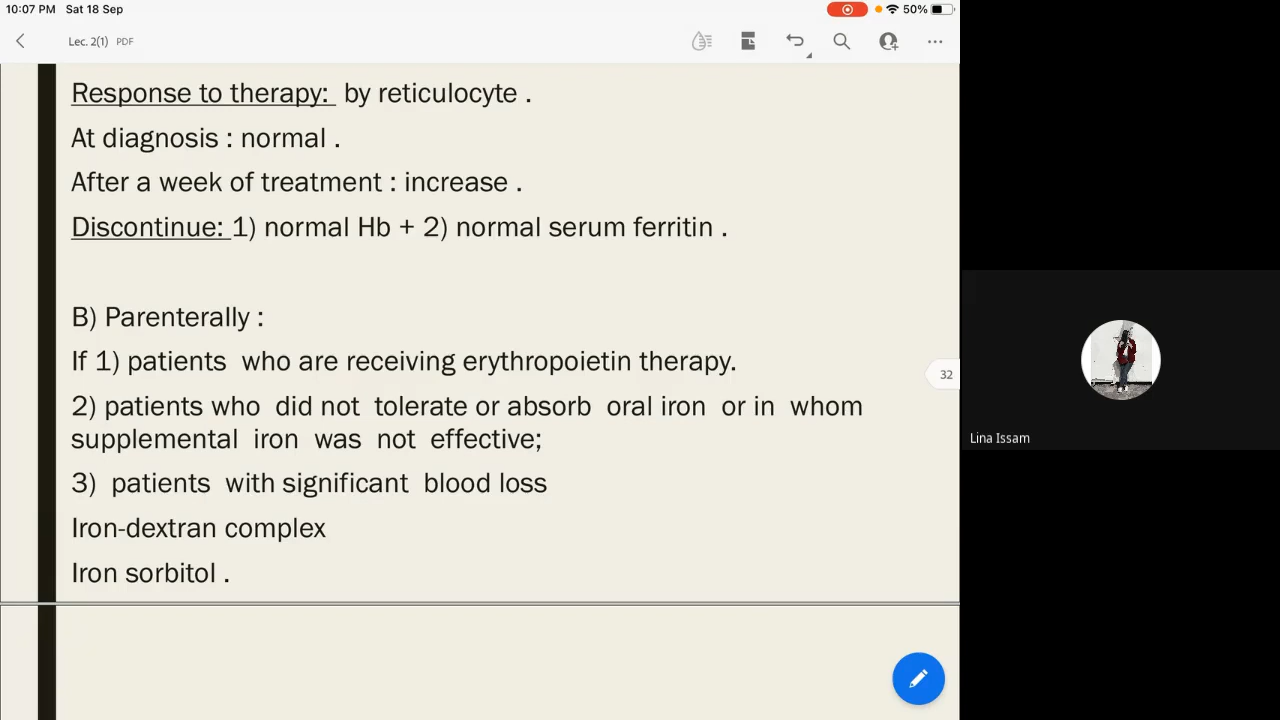 10:07 PM Sat 18 Sep
50%
Lec. 2(1) PDF
Response to therapy: by reticulocyte .
At diagnosis : normal .
After a week of treatment : increase .
Discontinue: 1) normal Hb + 2) normal serum ferritin .
B) Parenterally :
If 1) patients who are receiving erythropoietin therapy.
32
2) patients who did not tolerate or absorb oral iron or in whom
supplemental iron was not effective;
Lina Issam
3) patients with significant blood loss
Iron-dextran complex
Iron sorbitol .